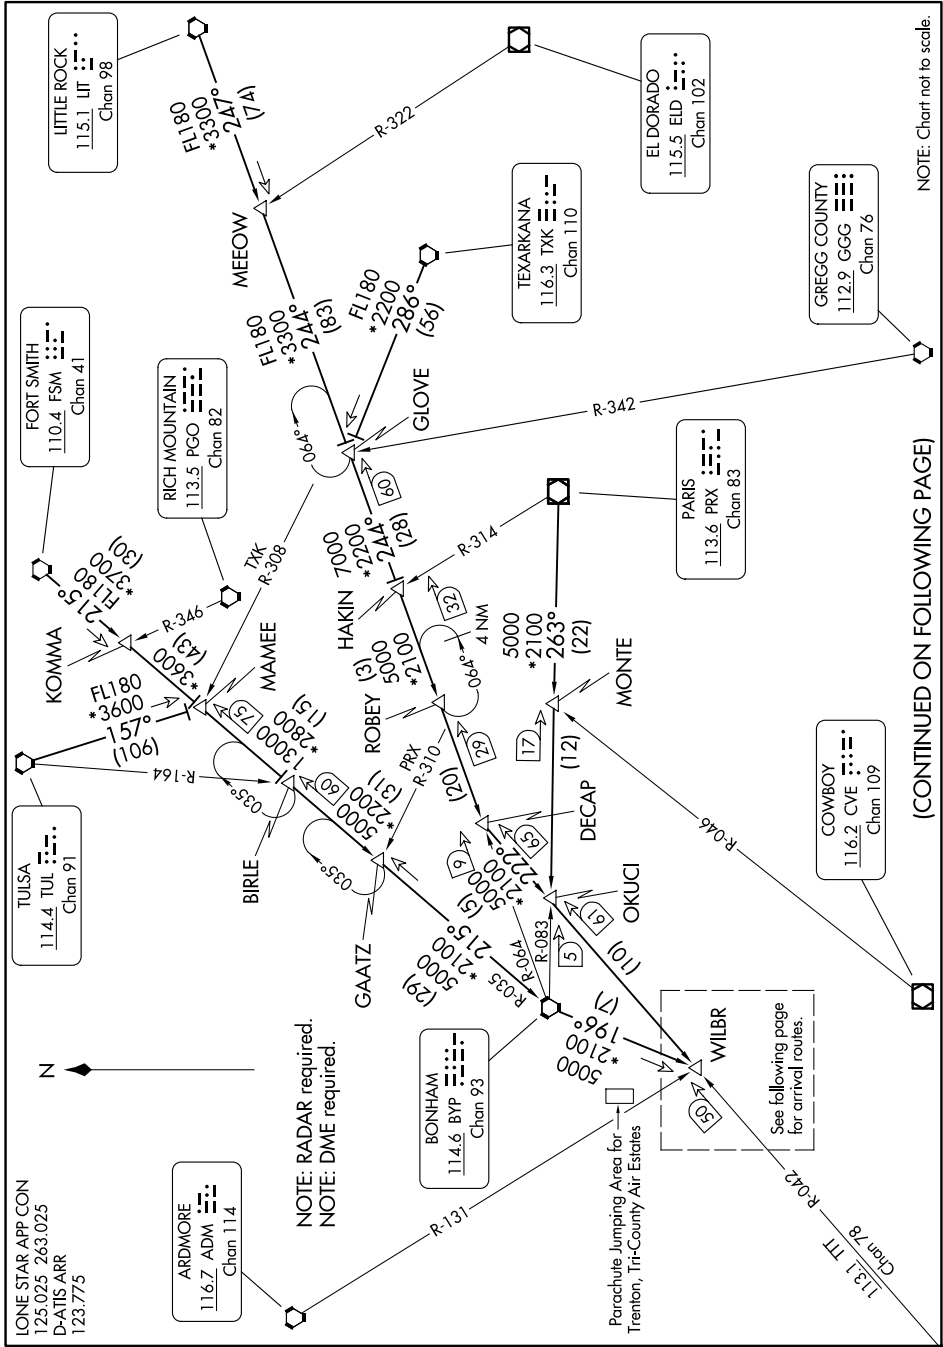 LONE STAR APP CON
125.025 263.025
D-ATIS ARR
123.775
ARDMORE
116.7 ADM
Chan 114
N
NOTE: RADAR required.
NOTE: DME required.
TULSA
114.4 TUL
Chan 91
FORT SMITH
110.4 FSM
Chan 41
RICH MOUNTAIN
113.5 PGO
Chan 82
LITTLE ROCK
115.1 LIT
Chan 98
EL DORADO
115.5 ELD
Chan 102
TEXARKANA
116.3 TXK
Chan 110
GREGG COUNTY
112.9 GGG
Chan 76
PARIS
113.6 PRX
Chan 83
COWBOY
116.2 CVE
Chan 109
BONHAM
114.6 BYP
Chan 93
FL180
*3300
247°
(74)
R-322
MEEOW
FL180
*3300
244°
(83)
FL180
*2200
286°
(56)
064°
GLOVE
R-342
60
TXK
R-308
7000
*2200
244°
(28)
HAKIN
R-314
32
(3)
5000
*2100
4 NM
064°
ROBEY
29
(20)
PRX
R-310
FL180
*3700
(30)
215°
KOMMA
R-346
*3600
(43)
MAMEE
FL180
*3600
157°
(106)
R-164
75
13000
*2800
(15)
035°
BIRLE
60
5000
*2200
(31)
035°
GAATZ
(29)
5000
*2100
215°
R-035
5000
*2100
263°
(22)
MONTE
17
(12)
R-046
DECAP
9
65
(5)
5000
*2100
222°
R-064
R-083
5
OKUCI
61
(10)
5000
*2100
196°
(7)
WILBR
50
See following page
for arrival routes.
R-131
Parachute Jumping Area for
Trenton, Tri-County Air Estates
R-042
113.1 TTT
Chan 78
NOTE: Chart not to scale.
(CONTINUED ON FOLLOWING PAGE)